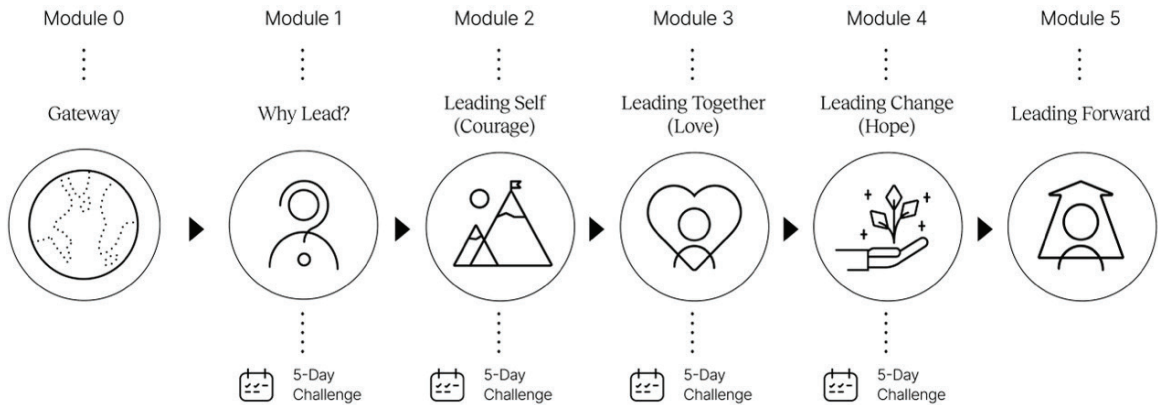 Module 0
Module 1
Module 2
Module 3
Module 4
Module 5
Gateway
Why Lead?
Leading Self
(Courage)
Leading Together
(Love)
Leading Change
(Hope)
Leading Forward
5-Day
Challenge
5-Day
Challenge
5-Day
Challenge
5-Day
Challenge